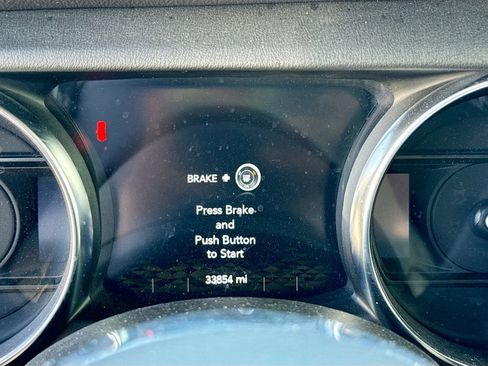 BRAKE +
Press Brake
and
Push Button
to Start
33854 mi